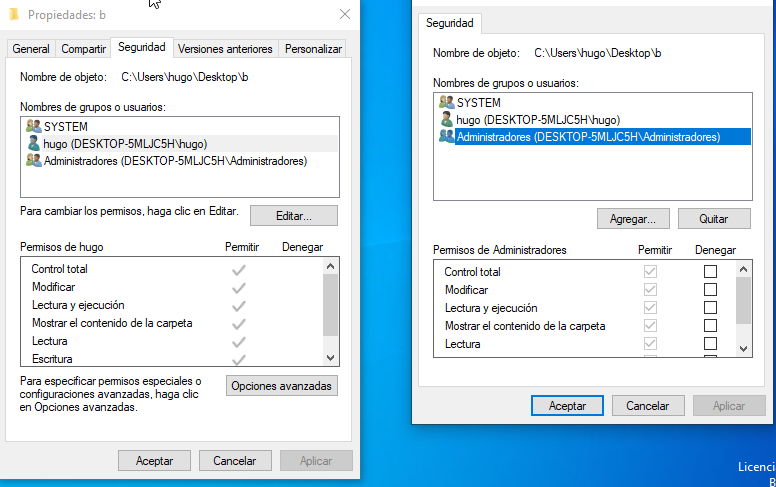 Propiedades: b
General
Compartir
Seguridad
Versiones anteriores
Personalizar
Nombre de objeto: C:\Users\hugo\Desktop\b
Nombres de grupos o usuarios:
SYSTEM
hugo (DESKTOP-5MLJC5H\hugo)
Administradores (DESKTOP-5MLJC5H\Administradores)
Para cambiar los permisos, haga clic en Editar.
Editar...
Permisos de hugo Permitir Denegar
Control total
Modificar
Lectura y ejecución
Mostrar el contenido de la carpeta
Lectura
Escritura
Para especificar permisos especiales o
configuraciones avanzadas, haga clic
en Opciones avanzadas.
Opciones avanzadas
Aceptar
Cancelar
Aplicar
Seguridad
Nombre de objeto: C:\Users\hugo\Desktop\b
Nombres de grupos o usuarios:
SYSTEM
hugo (DESKTOP-5MLJC5H\hugo)
Administradores (DESKTOP-5MLJC5H\Administradores)
Agregar...
Quitar
Permisos de Administradores Permitir Denegar
Control total
Modificar
Lectura y ejecución
Mostrar el contenido de la carpeta
Lectura
Aceptar
Cancelar
Aplicar
Licenci